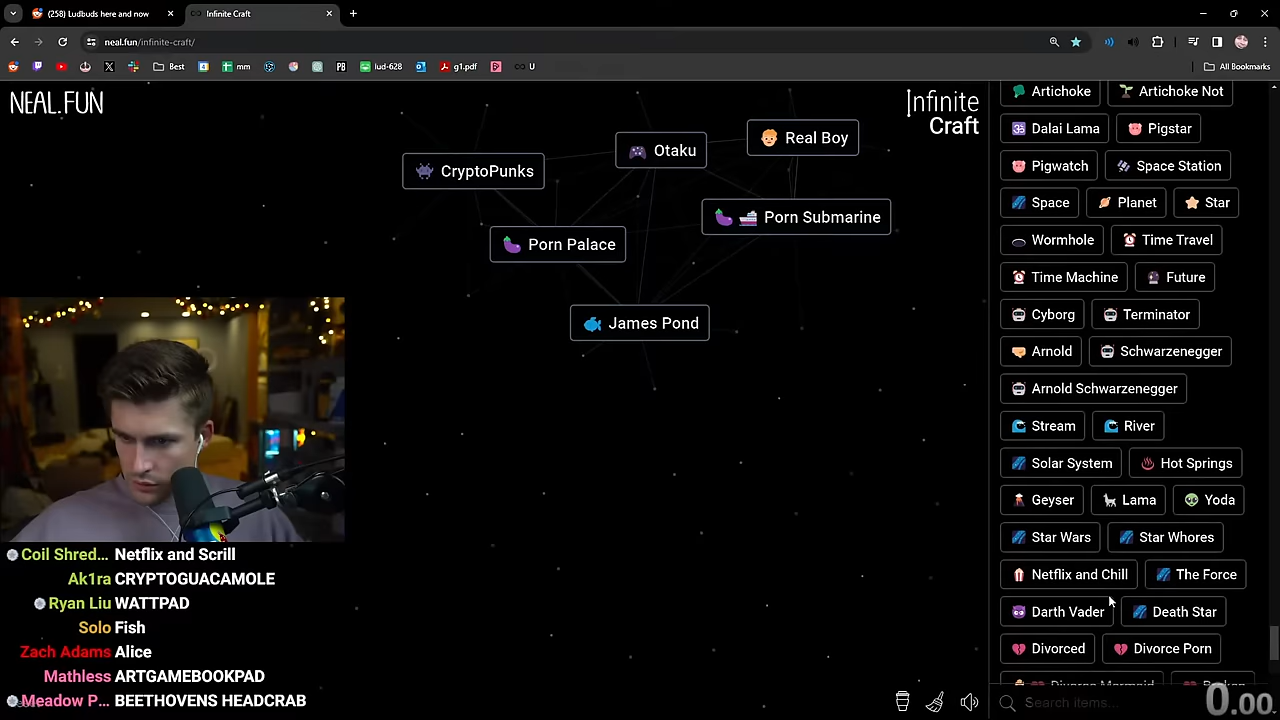 (258) Ludbuds here and now
Infinite Craft
neal.fun/infinite-craft/
Best
mm
iud-628
g1.pdf
U
All Bookmarks
NEAL.FUN
Infinite
Craft
CryptoPunks
Otaku
Real Boy
Porn Palace
Porn Submarine
James Pond
Artichoke Artichoke Not
Dalai Lama Pigstar
Pigwatch Space Station
Space Planet Star
Wormhole Time Travel
Time Machine Future
Cyborg Terminator
Arnold Schwarzenegger
Arnold Schwarzenegger
Stream River
Solar System Hot Springs
Geyser Lama Yoda
Star Wars Star Whores
Netflix and Chill The Force
Darth Vader Death Star
Divorced Divorce Porn
Search items...
0.00
Coil Shred... Netflix and Scrill
Ak1ra CRYPTOGUACAMOLE
Ryan Liu WATTPAD
Solo Fish
Zach Adams Alice
Mathless ARTGAMEBOOKPAD
Meadow P... BEETHOVENS HEADCRAB